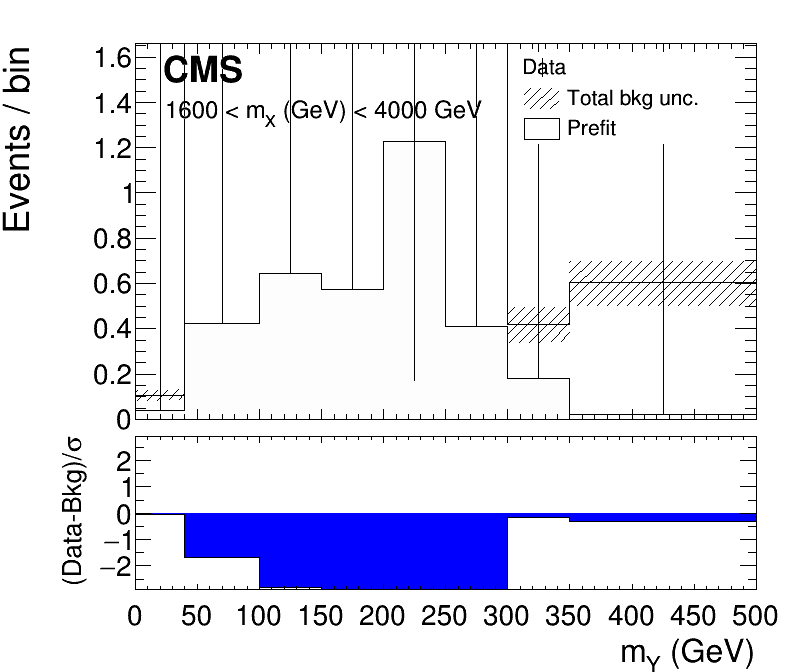 Events / bin
1.6
1.4
1.2
1
0.8
0.6
0.4
0.2
0
CMS
1600 < m_X (GeV) < 4000 GeV
Data
Total bkg unc.
Prefit
(Data-Bkg)/σ
2
1
0
−1
−2
0 50 100 150 200 250 300 350 400 450 500
m_Y (GeV)